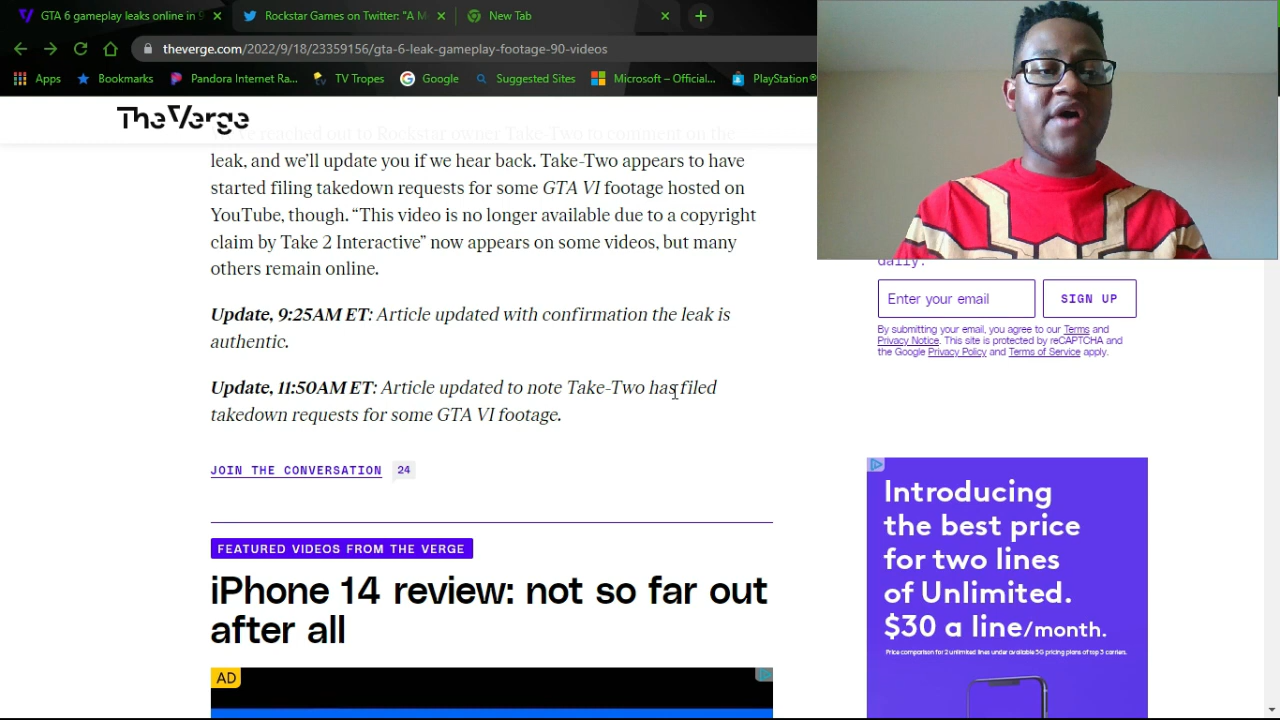 GTA 6 gameplay leaks online in 9
Rockstar Games on Twitter: "A M
New Tab
theverge.com/2022/9/18/23359156/gta-6-leak-gameplay-footage-90-videos
Apps
Bookmarks
Pandora Internet Ra...
TV Tropes
Google
Suggested Sites
Microsoft – Official...
PlayStation®
TheVerge
We've reached out to Rockstar owner Take-Two to comment on the
leak, and we'll update you if we hear back. Take-Two appears to have
started filing takedown requests for some GTA VI footage hosted on
YouTube, though. “This video is no longer available due to a copyright
claim by Take 2 Interactive” now appears on some videos, but many
others remain online.
Update, 9:25AM ET: Article updated with confirmation the leak is
authentic.
Update, 11:50AM ET: Article updated to note Take-Two has filed
takedown requests for some GTA VI footage.
JOIN THE CONVERSATION 24
FEATURED VIDEOS FROM THE VERGE
iPhone 14 review: not so far out
after all
AD
daily.
Enter your email
SIGN UP
By submitting your email, you agree to our Terms and
Privacy Notice. This site is protected by reCAPTCHA and
the Google Privacy Policy and Terms of Service apply.
Introducing
the best price
for two lines
of Unlimited.
$30 a line/month.
Price comparison for 2 unlimited lines under available 5G pricing plans of top 3 carriers.